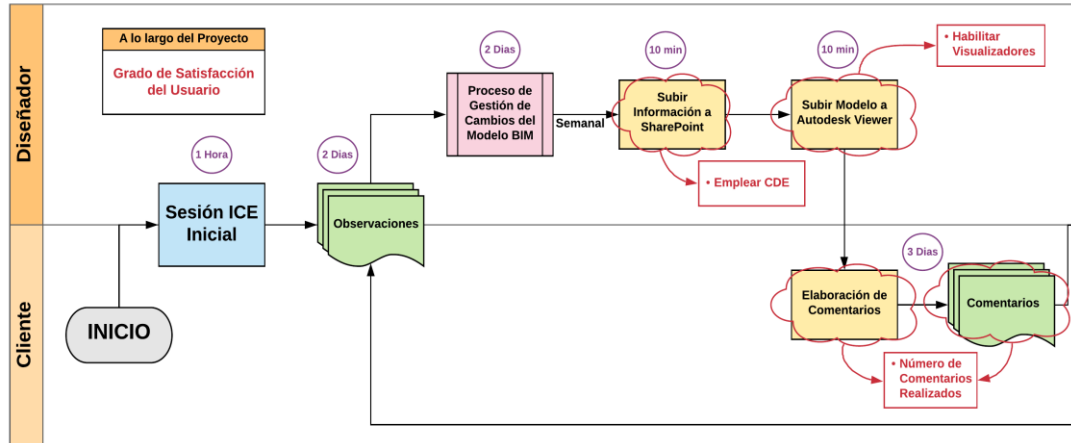 Diseñador
Cliente
A lo largo del Proyecto
Grado de Satisfacción
del Usuario
INICIO
1 Hora
Sesión ICE
Inicial
2 Dias
Observaciones
2 Dias
Proceso de
Gestión de
Cambios del
Modelo BIM
Semanal
10 min
Subir
Información a
SharePoint
• Emplear CDE
10 min
Subir Modelo a
Autodesk Viewer
• Habilitar
Visualizadores
Elaboración de
Comentarios
3 Dias
Comentarios
• Número de
Comentarios
Realizados